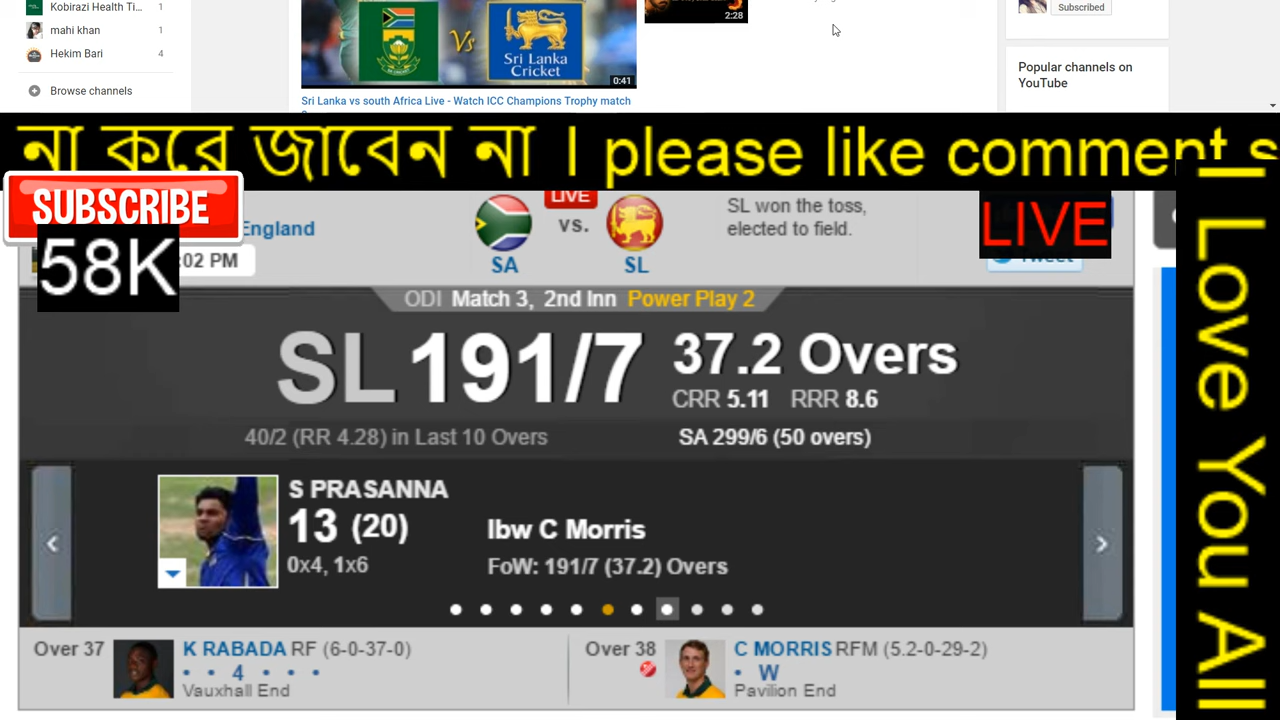 Kobirazi Health Ti... 1
mahi khan 1
Hekim Bari 4
Browse channels
Vs
Sri Lanka
Cricket
0:41
2:28
Sri Lanka vs south Africa Live - Watch ICC Champions Trophy match
Subscribed
Popular channels on
YouTube
না করে জাবেন না I please like comment s
SUBSCRIBE
58K
England
:02 PM
LIVE
vs.
SA SL
SL won the toss,
elected to field.
LIVE
Tweet
ODI Match 3, 2nd Inn Power Play 2
SL 191/7 37.2 Overs
CRR 5.11 RRR 8.6
40/2 (RR 4.28) in Last 10 Overs SA 299/6 (50 overs)
S PRASANNA
13 (20) lbw C Morris
0x4, 1x6 FoW: 191/7 (37.2) Overs
Over 37 K RABADA RF (6-0-37-0)
• • 4 • • •
Vauxhall End
Over 38 C MORRIS RFM (5.2-0-29-2)
• W
Pavilion End
I Love You All